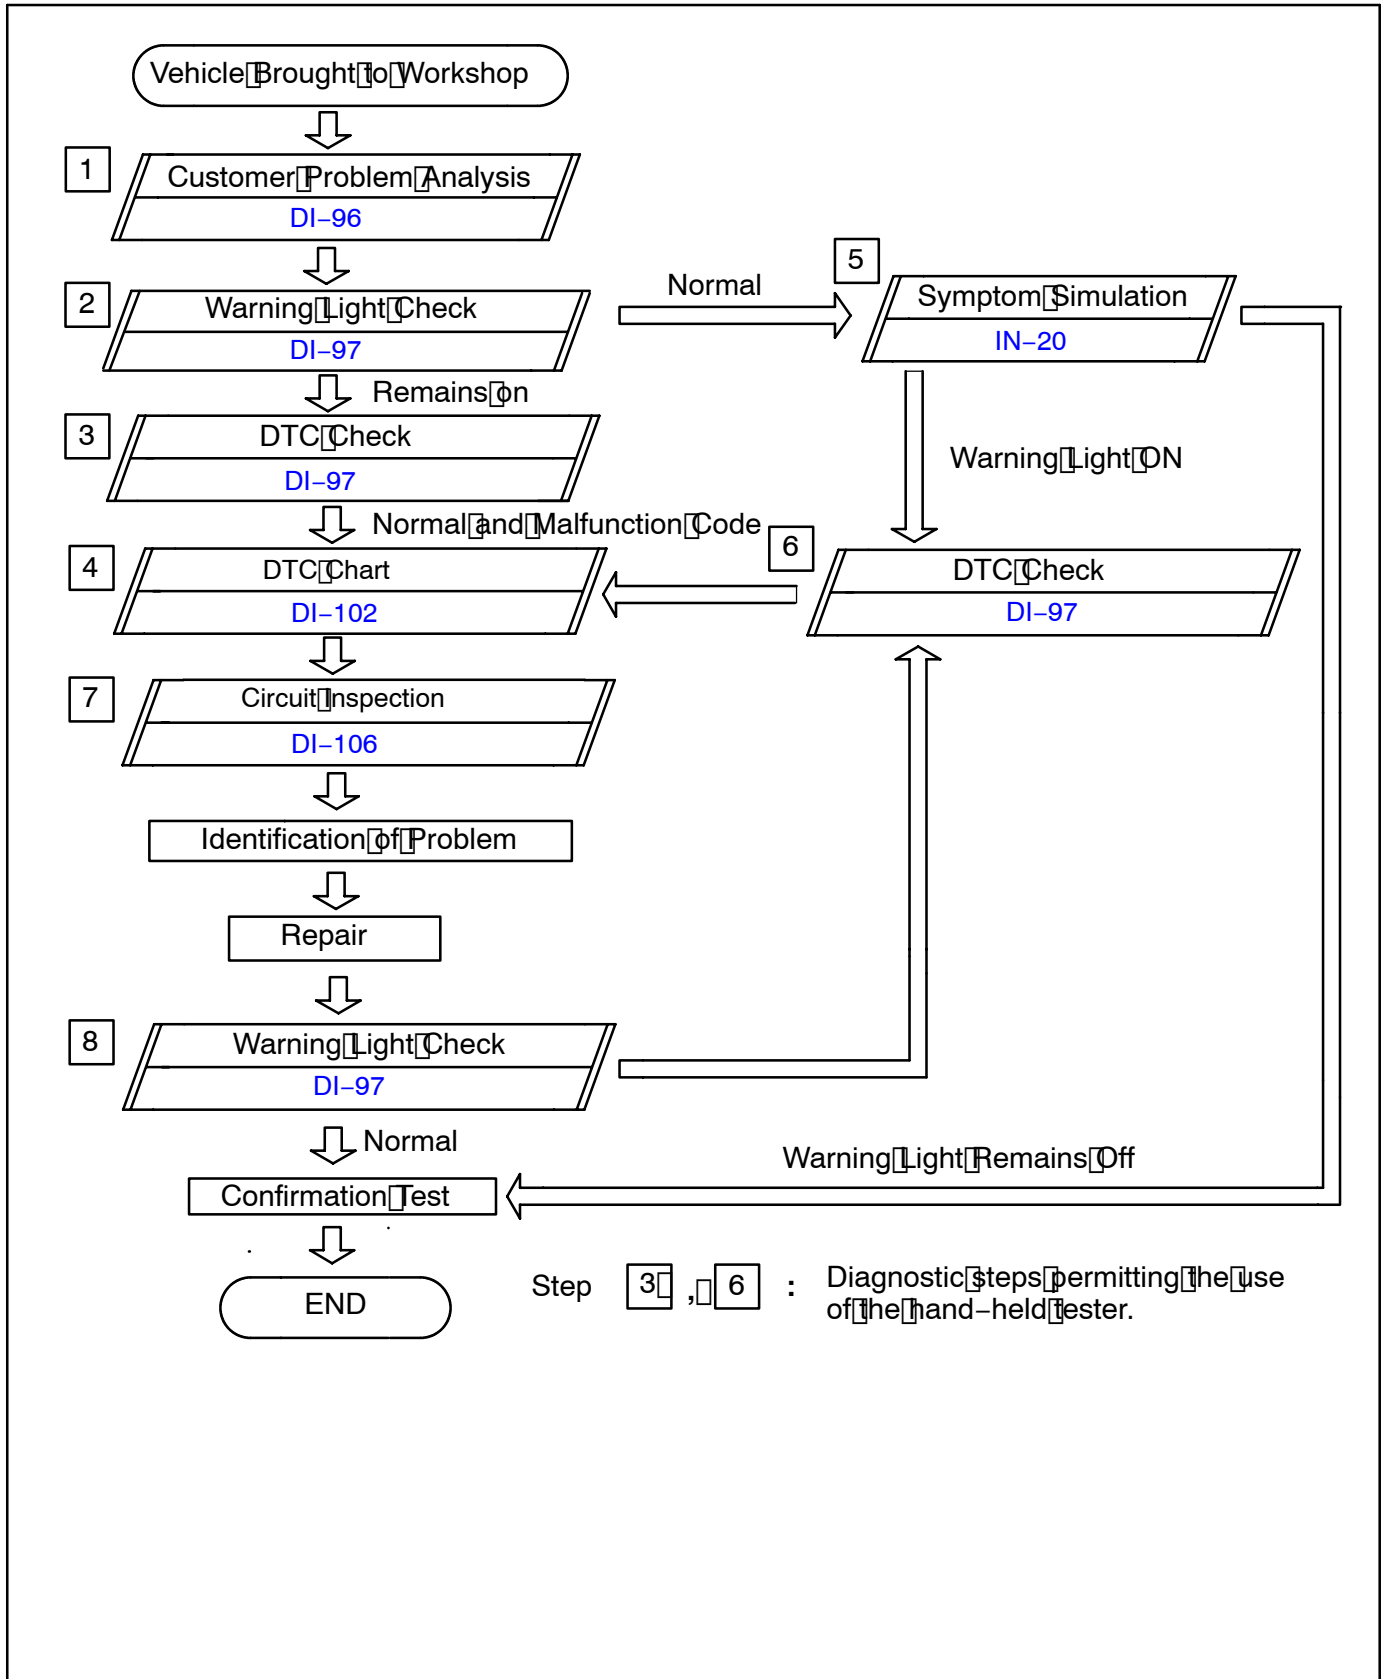 Vehicle Brought to Workshop
1
Customer Problem Analysis
DI−96
2
Warning Light Check
DI−97
Normal
5
Symptom Simulation
IN−20
Remains on
3
DTC Check
DI−97
Warning Light ON
Normal and Malfunction Code
4
DTC Chart
DI−102
6
DTC Check
DI−97
7
Circuit Inspection
DI−106
Identification of Problem
Repair
8
Warning Light Check
DI−97
Normal
Warning Light Remains Off
Confirmation Test
END
Step 3 , 6 : Diagnostic steps permitting the use
of the hand−held tester.